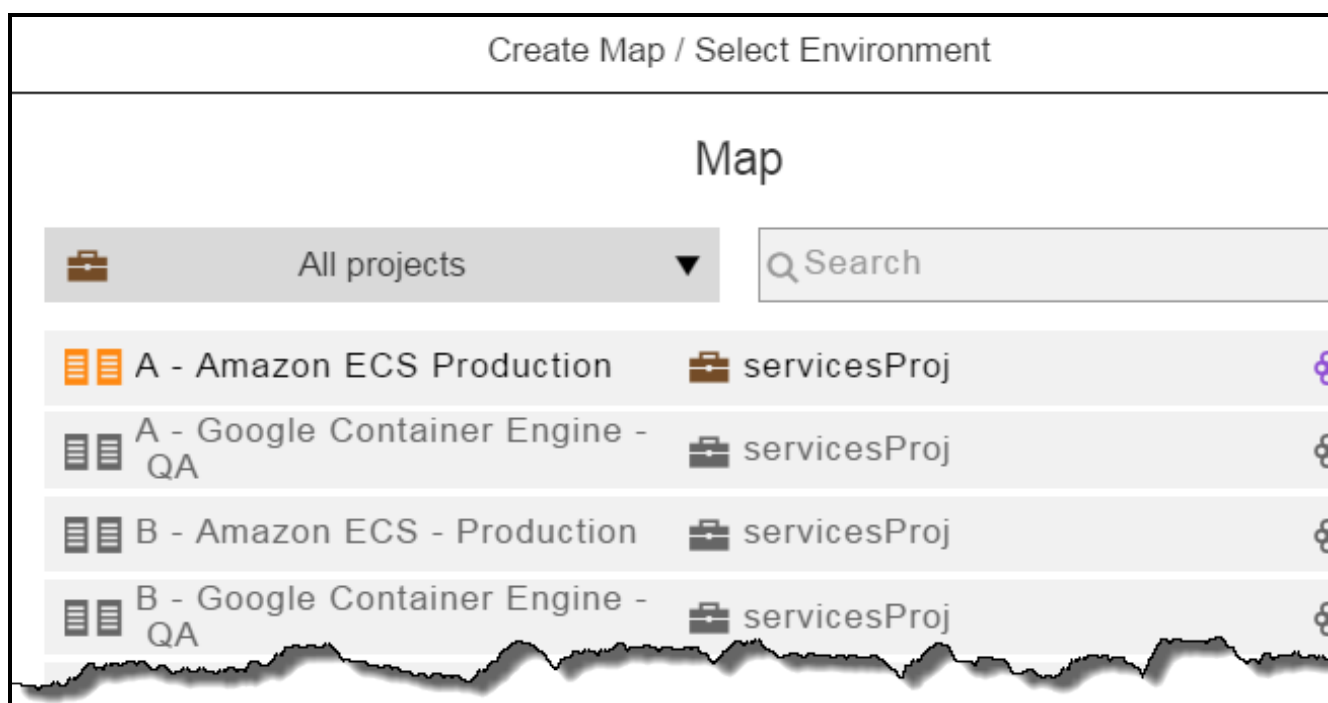 Create Map / Select Environment
Map
All projects
Search
A - Amazon ECS Production
servicesProj
A - Google Container Engine -
QA
servicesProj
B - Amazon ECS - Production
servicesProj
B - Google Container Engine -
QA
servicesProj